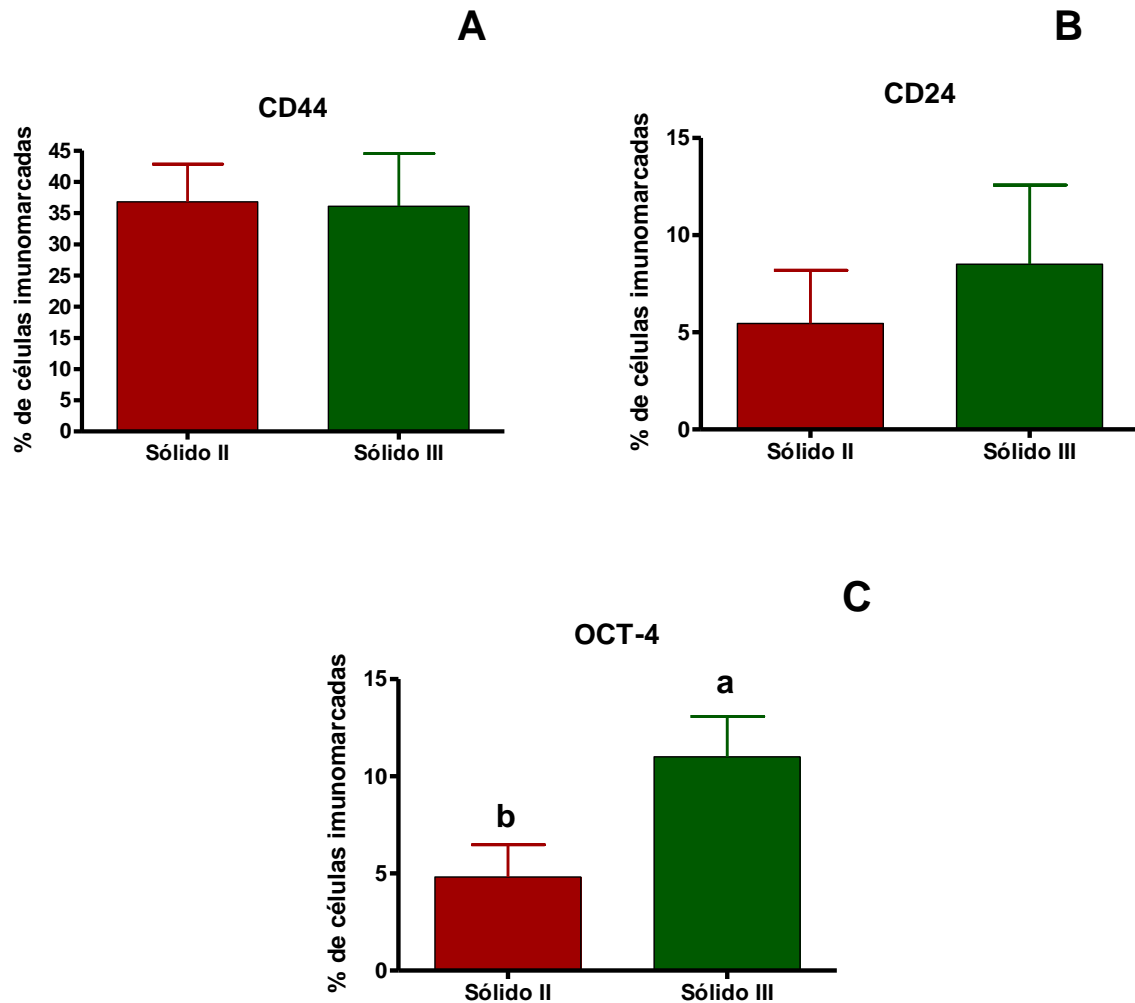 A
CD44
% de células imunomarcadas
45
40
35
30
25
20
15
10
5
0
Sólido II
Sólido III
B
CD24
% de células imunomarcadas
15
10
5
0
Sólido II
Sólido III
C
OCT-4
% de células imunomarcadas
15
10
5
0
b
a
Sólido II
Sólido III